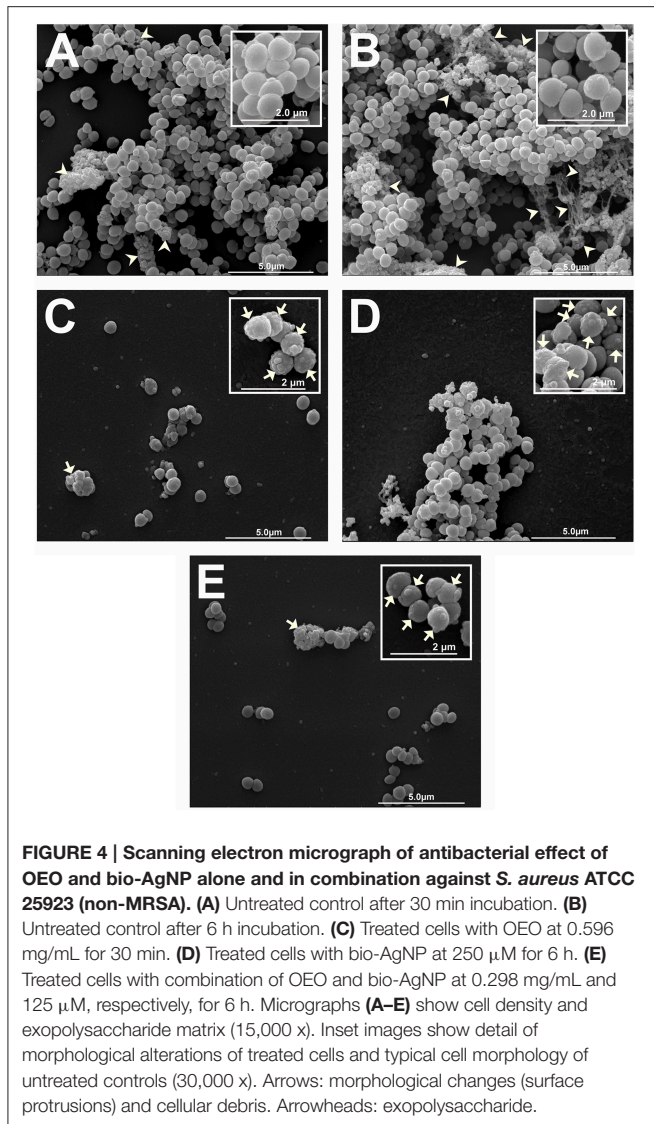 A
2.0 µm
5.0µm
B
2.0 µm
5.0µm
C
2 µm
5.0µm
D
2 µm
5.0µm
E
2 µm
5.0µm
FIGURE 4 | Scanning electron micrograph of antibacterial effect of
OEO and bio-AgNP alone and in combination against S. aureus ATCC
25923 (non-MRSA). (A) Untreated control after 30 min incubation. (B)
Untreated control after 6 h incubation. (C) Treated cells with OEO at 0.596
mg/mL for 30 min. (D) Treated cells with bio-AgNP at 250 µM for 6 h. (E)
Treated cells with combination of OEO and bio-AgNP at 0.298 mg/mL and
125 µM, respectively, for 6 h. Micrographs (A–E) show cell density and
exopolysaccharide matrix (15,000 x). Inset images show detail of
morphological alterations of treated cells and typical cell morphology of
untreated controls (30,000 x). Arrows: morphological changes (surface
protrusions) and cellular debris. Arrowheads: exopolysaccharide.